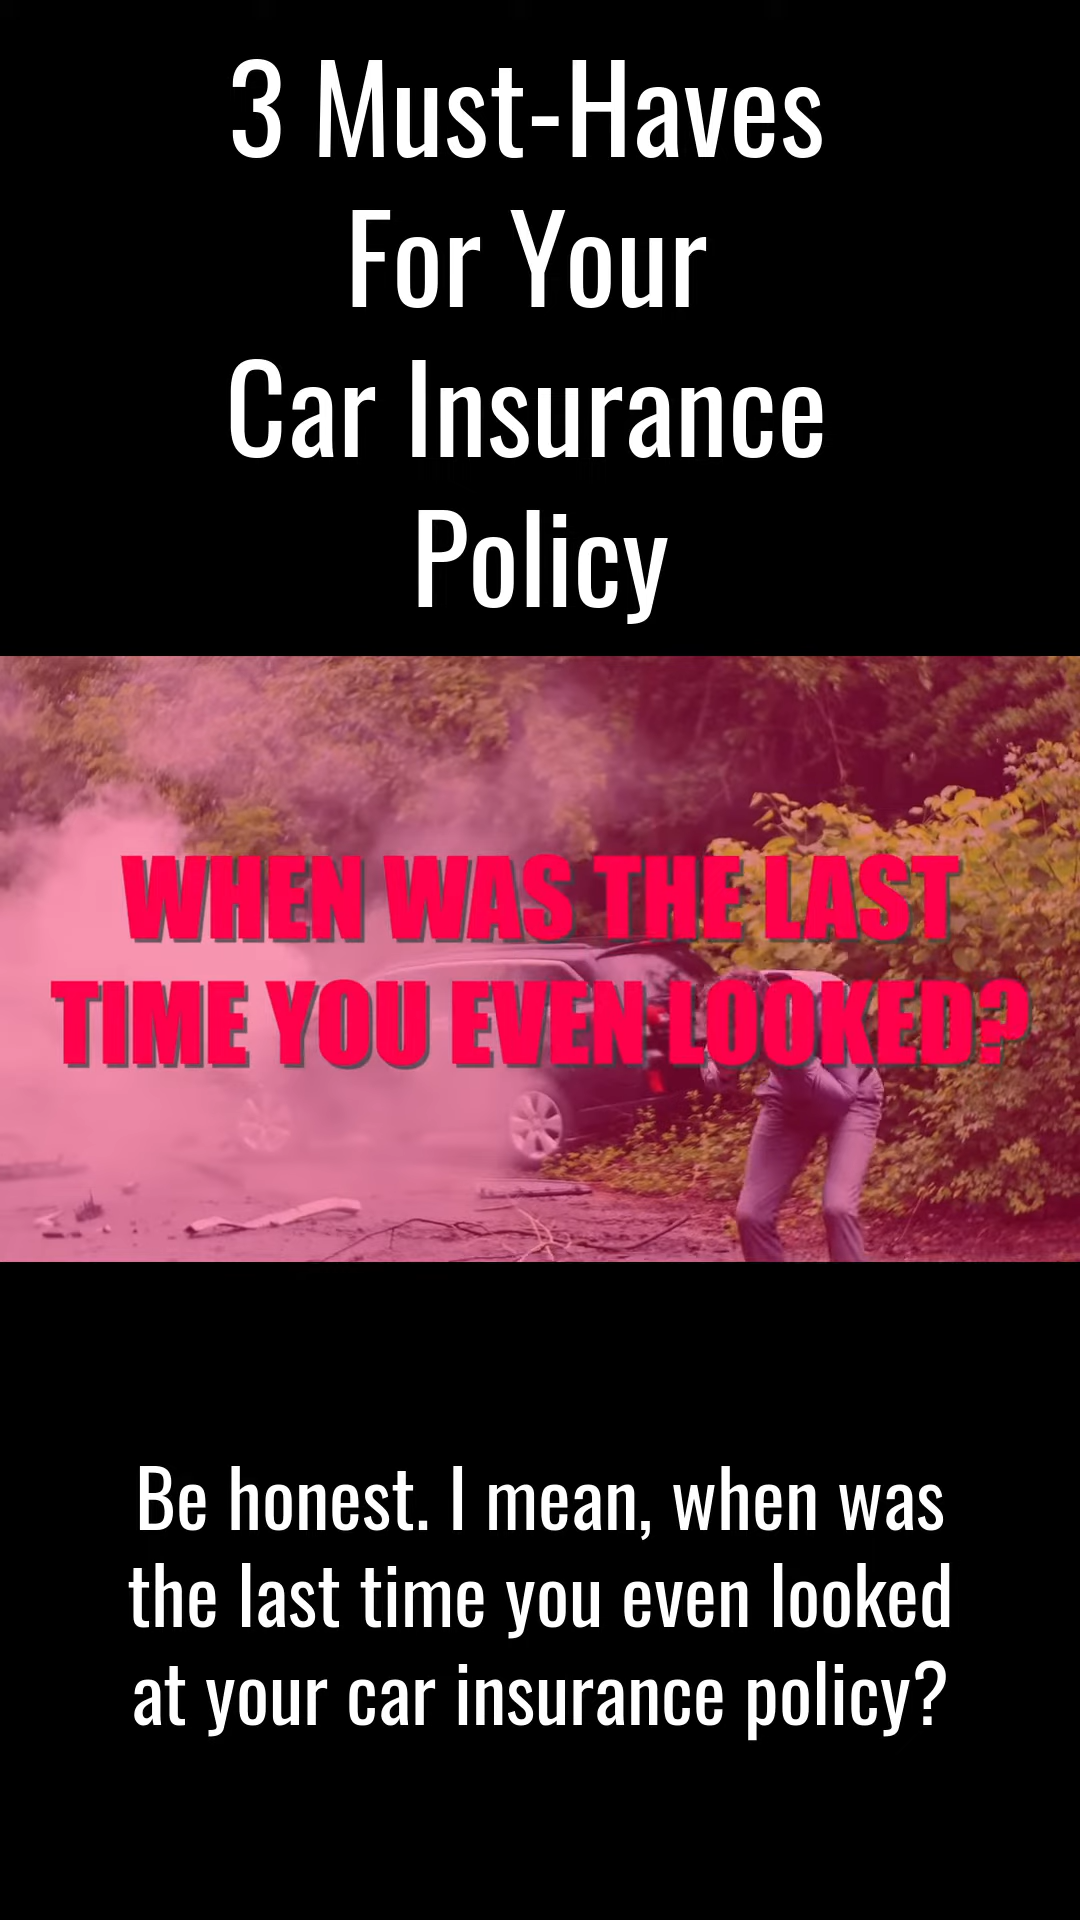 3 Must-Haves
For Your
Car Insurance
Policy
WHEN WAS THE LAST
TIME YOU EVEN LOOKED?
Be honest. I mean, when was
the last time you even looked
at your car insurance policy?